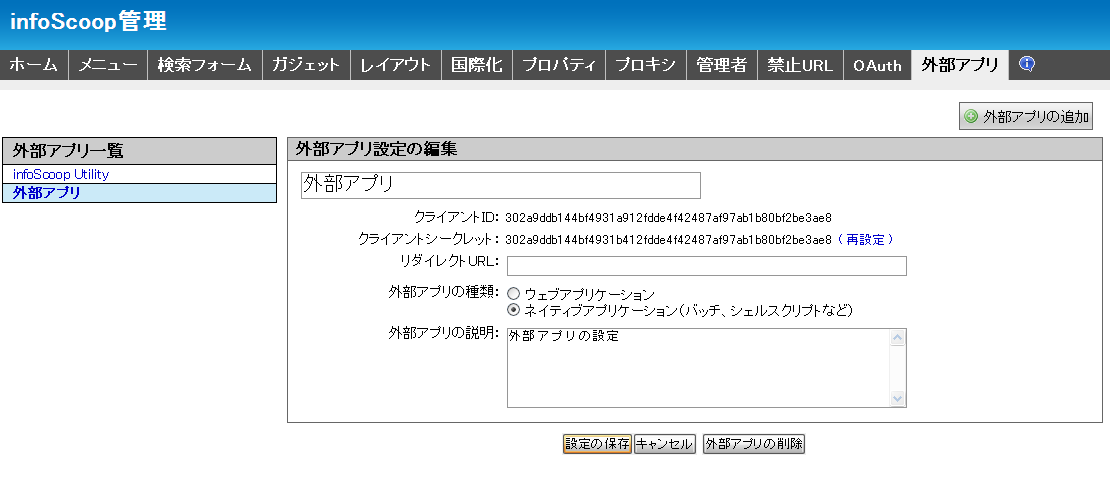 infoScoop管理
ホーム メニュー 検索フォーム ガジェット レイアウト 国際化 プロパティ プロキシ 管理者 禁止URL OAuth 外部アプリ
外部アプリの追加
外部アプリ一覧
infoScoop Utility
外部アプリ
外部アプリ設定の編集
外部アプリ
クライアントID: 302a9ddb144bf4931a912fdde4f42487af97ab1b80bf2be3ae8
クライアントシークレット: 302a9ddb144bf4931b412fdde4f42487af97ab1b80bf2be3ae8 (再設定)
リダイレクトURL:
外部アプリの種類: ウェブアプリケーション
ネイティブアプリケーション(バッチ、シェルスクリプトなど)
外部アプリの説明: 外部アプリの設定
設定の保存 キャンセル 外部アプリの削除